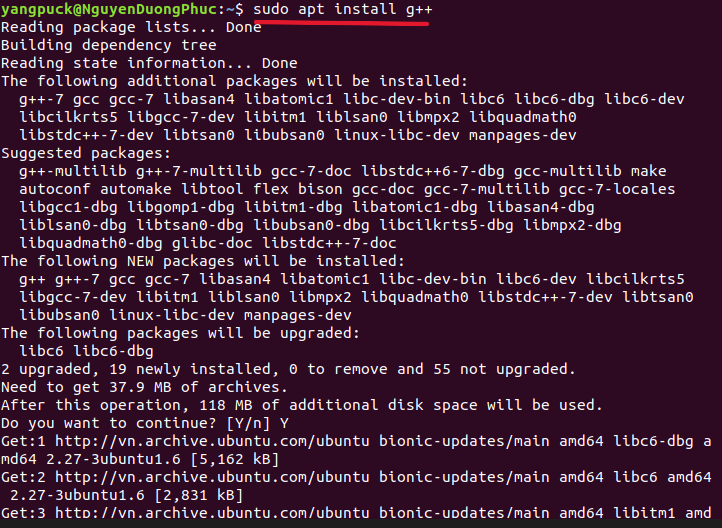 yangpuck@NguyenDuongPhuc:~$ sudo apt install g++
Reading package lists... Done
Building dependency tree
Reading state information... Done
The following additional packages will be installed:
  g++-7 gcc gcc-7 libasan4 libatomic1 libc-dev-bin libc6 libc6-dbg libc6-dev
  libcilkrts5 libgcc-7-dev libitm1 liblsan0 libmpx2 libquadmath0
  libstdc++-7-dev libtsan0 libubsan0 linux-libc-dev manpages-dev
Suggested packages:
  g++-multilib g++-7-multilib gcc-7-doc libstdc++6-7-dbg gcc-multilib make
  autoconf automake libtool flex bison gcc-doc gcc-7-multilib gcc-7-locales
  libgcc1-dbg libgomp1-dbg libitm1-dbg libatomic1-dbg libasan4-dbg
  liblsan0-dbg libtsan0-dbg libubsan0-dbg libcilkrts5-dbg libmpx2-dbg
  libquadmath0-dbg glibc-doc libstdc++-7-doc
The following NEW packages will be installed:
  g++ g++-7 gcc gcc-7 libasan4 libatomic1 libc-dev-bin libc6-dev libcilkrts5
  libgcc-7-dev libitm1 liblsan0 libmpx2 libquadmath0 libstdc++-7-dev libtsan0
  libubsan0 linux-libc-dev manpages-dev
The following packages will be upgraded:
  libc6 libc6-dbg
2 upgraded, 19 newly installed, 0 to remove and 55 not upgraded.
Need to get 37.9 MB of archives.
After this operation, 118 MB of additional disk space will be used.
Do you want to continue? [Y/n] Y
Get:1 http://vn.archive.ubuntu.com/ubuntu bionic-updates/main amd64 libc6-dbg a
md64 2.27-3ubuntu1.6 [5,162 kB]
Get:2 http://vn.archive.ubuntu.com/ubuntu bionic-updates/main amd64 libc6 amd64
 2.27-3ubuntu1.6 [2,831 kB]
Get:3 http://vn.archive.ubuntu.com/ubuntu bionic-updates/main amd64 libitm1 amd